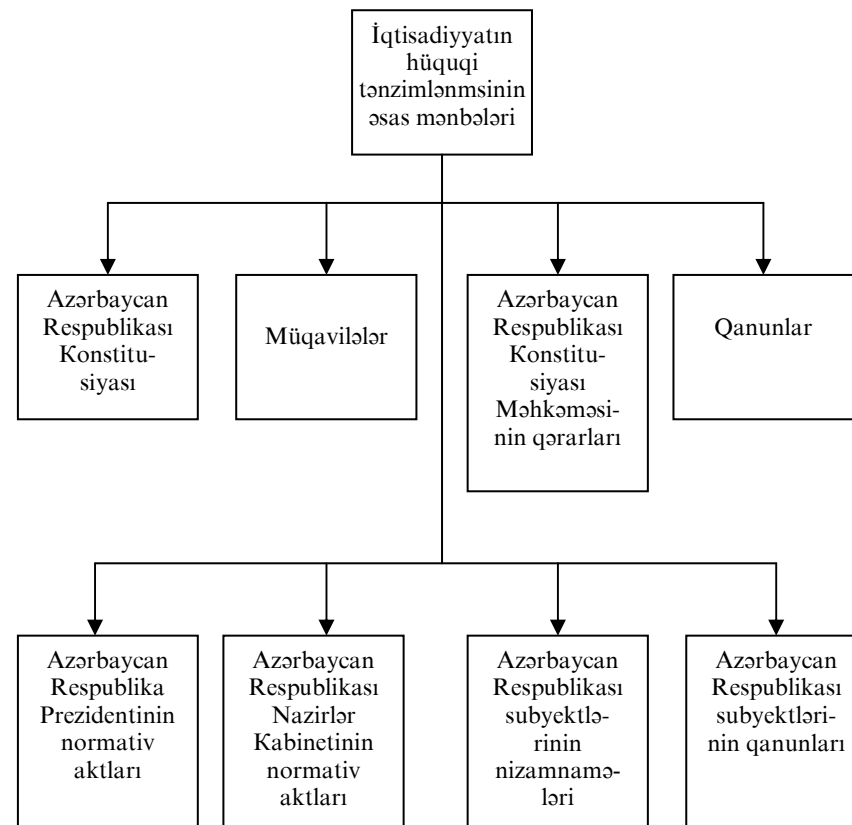 İqtisadiyyatın
hüquqi
tənzimlənmsinin
əsas mənbələri
Azərbaycan
Respublikası
Konstitu-
siyası
Müqavilələr
Azərbaycan
Respublikası
Konstitu-
siyası
Məhkəməsi-
nin qərarları
Qanunlar
Azərbaycan
Respublika
Prezidentinin
normativ
aktları
Azərbaycan
Respublikası
Nazirlər
Kabinetinin
normativ
aktları
Azərbaycan
Respublikası
subyektlə-
rinin
nizamnamə-
ləri
Azərbaycan
Respublikası
subyektləri-
nin qanunları